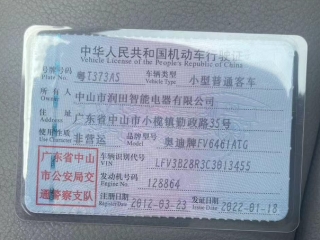 中华人民共和国机动车行驶证
Vehicle License of the People's Republic of China
号牌号码 粤T373A5 车辆类型 小型普通客车
Plate No. Vehicle Type
所有人 中山市润田智能电器有限公司
Owner
住址 广东省中山市小榄镇勤政路35号
Address
使用性质 非营运 品牌型号 奥迪牌FV6461ATG
Use Character Model
广东省中山市公安局交通警察支队
车辆识别代号 LFV3B28R3C3013455
VIN
发动机号码 128864
Engine No.
注册日期 2012-03-23 发证日期 2022-01-18
Register Date Issue Date